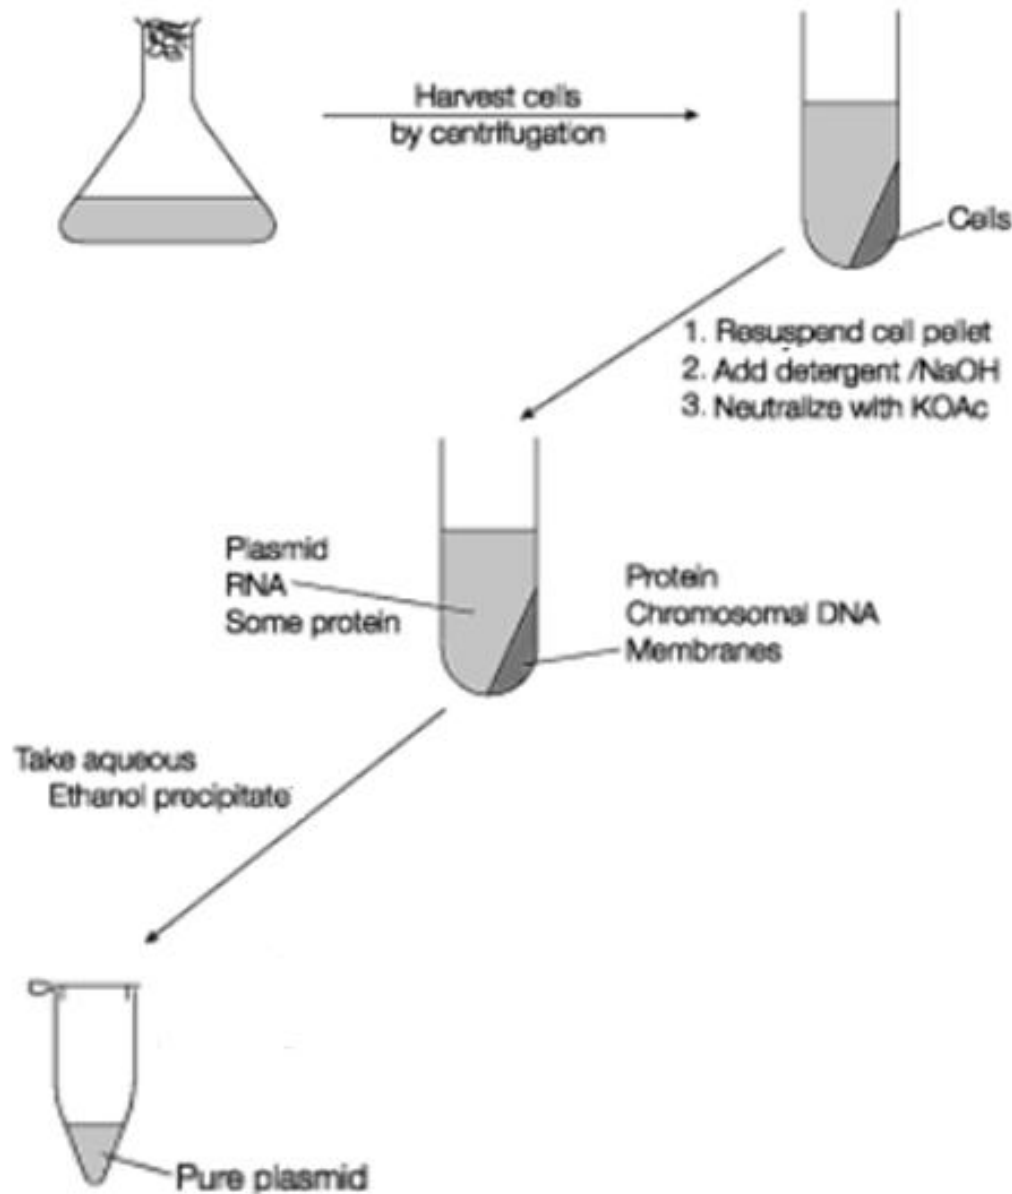 Harvest cells
by centrifugation
Cells
1. Resuspend cell pellet
2. Add detergent /NaOH
3. Neutralize with KOAc
Plasmid
RNA
Some protein
Protein
Chromosomal DNA
Membranes
Take aqueous
Ethanol precipitate
Pure plasmid